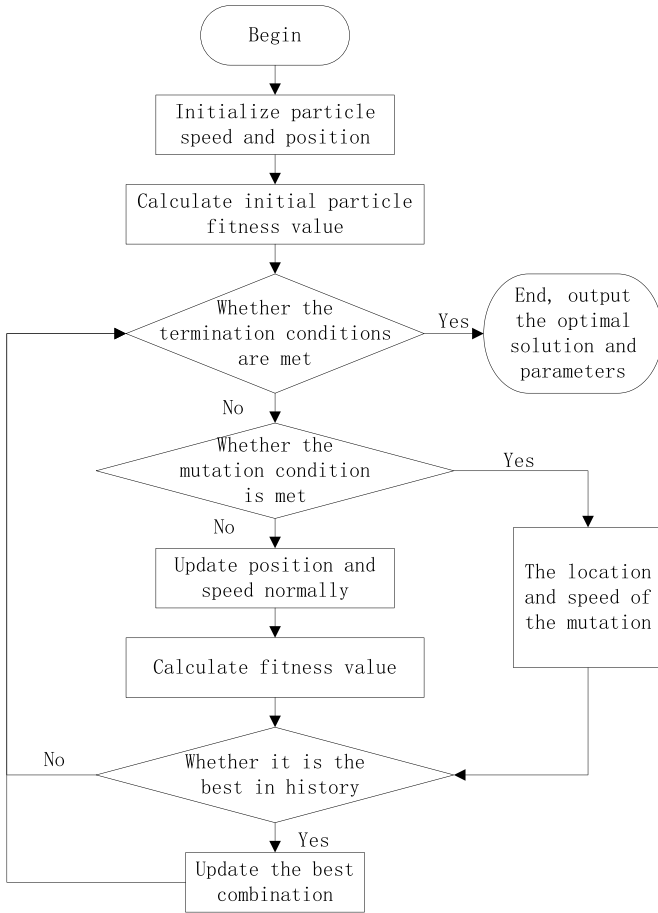 Begin
Initialize particle
speed and position
Calculate initial particle
fitness value
Whether the
termination conditions
are met
Yes
End, output
the optimal
solution and
parameters
No
Whether the
mutation condition
is met
Yes
No
Update position and
speed normally
The location
and speed of
the mutation
Calculate fitness value
Whether it is the
best in history
No
Yes
Update the best
combination